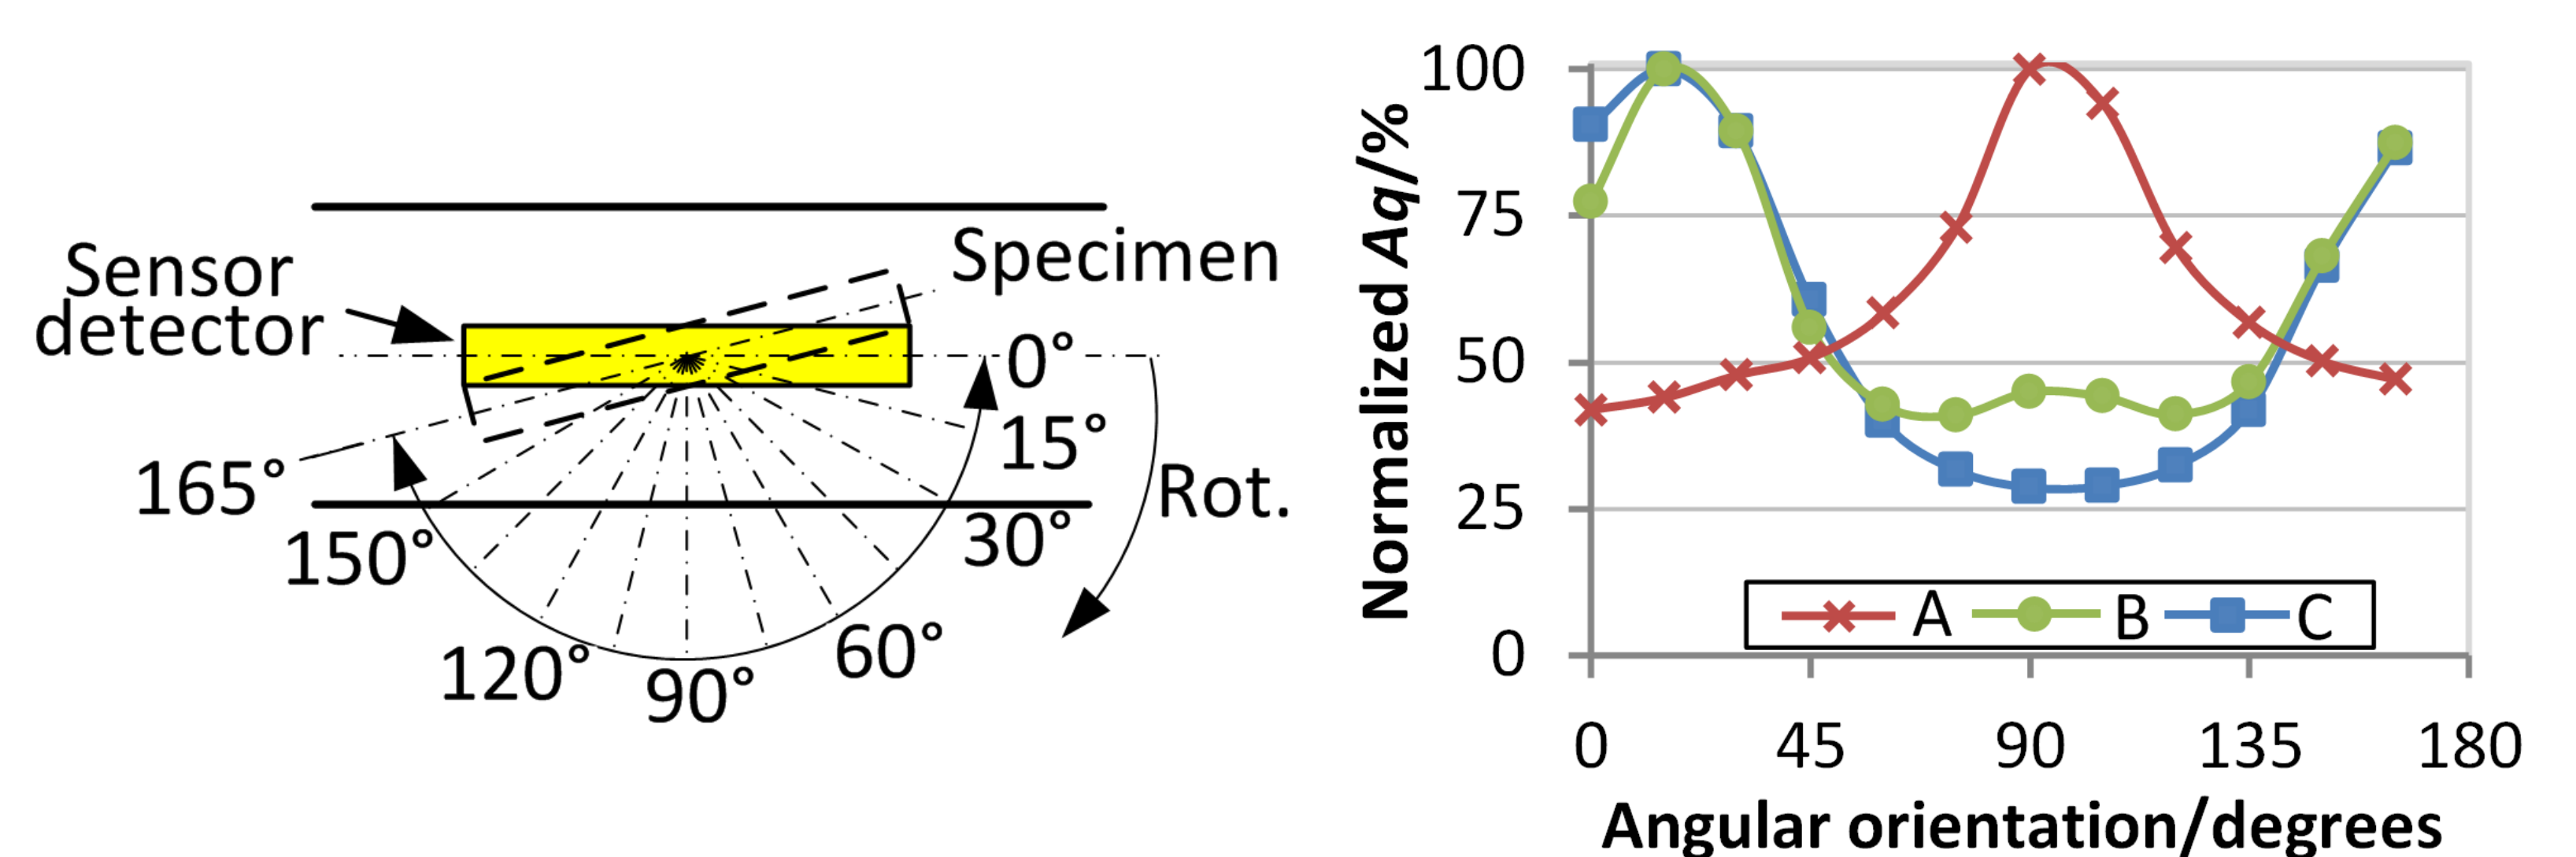 Sensor
detector
Specimen
0°
15°
30°
60°
90°
120°
150°
165°
Rot.
Normalized Aq/%
100
75
50
25
0
A B C
0 45 90 135 180
Angular orientation/degrees